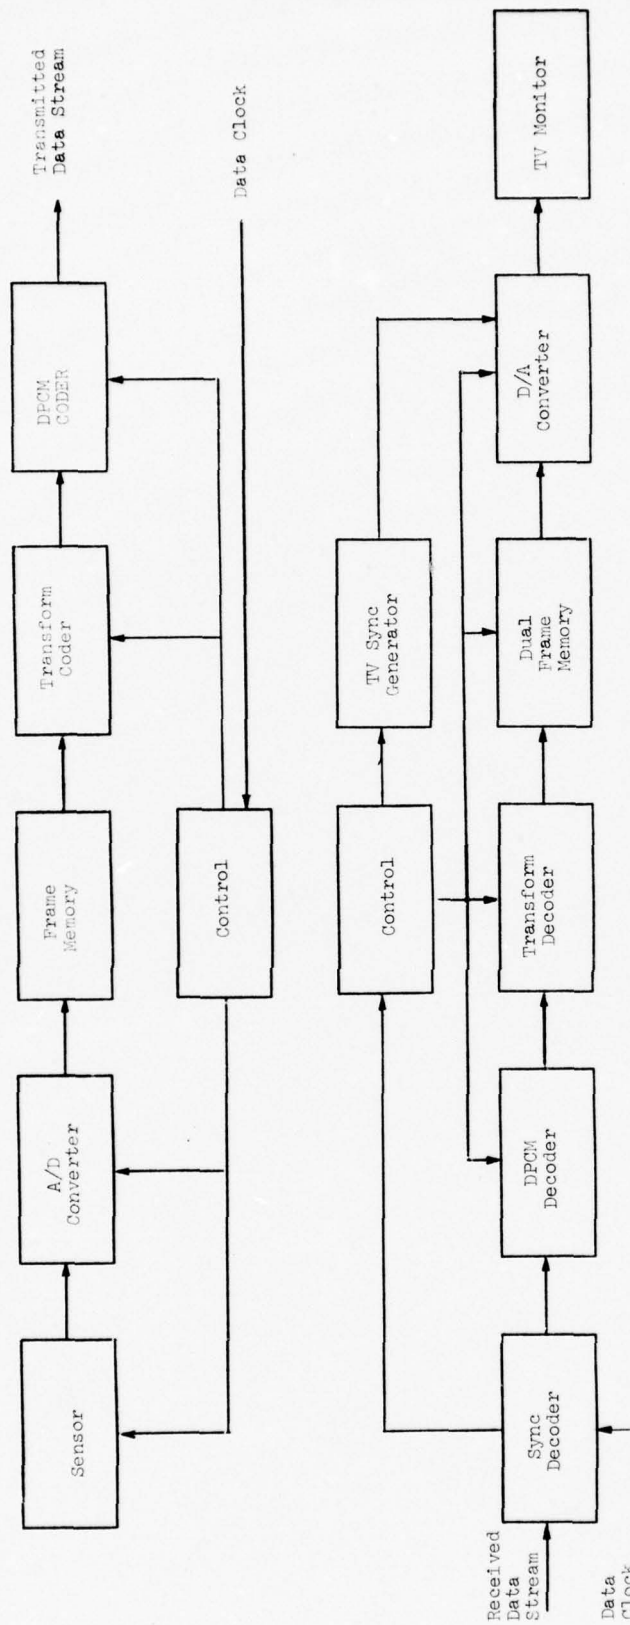 Sensor
A/D
Converter
Frame
Memory
Transform
Coder
DPCM
CODER
Transmitted
Data Stream
Control
Data Clock
Received
Data
Stream
Data
Clock
Sync
Decoder
DPCM
Decoder
Transform
Decoder
Dual
Frame
Memory
D/A
Converter
TV Monitor
Control
TV Sync
Generator